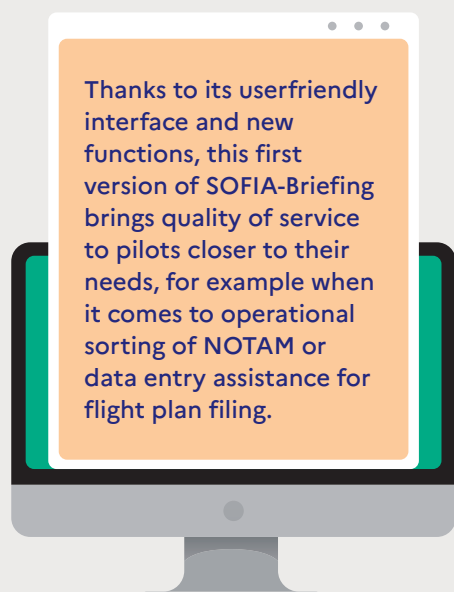 Thanks to its userfriendly
interface and new
functions, this first
version of SOFIA-Briefing
brings quality of service
to pilots closer to their
needs, for example when
it comes to operational
sorting of NOTAM or
data entry assistance for
flight plan filing.